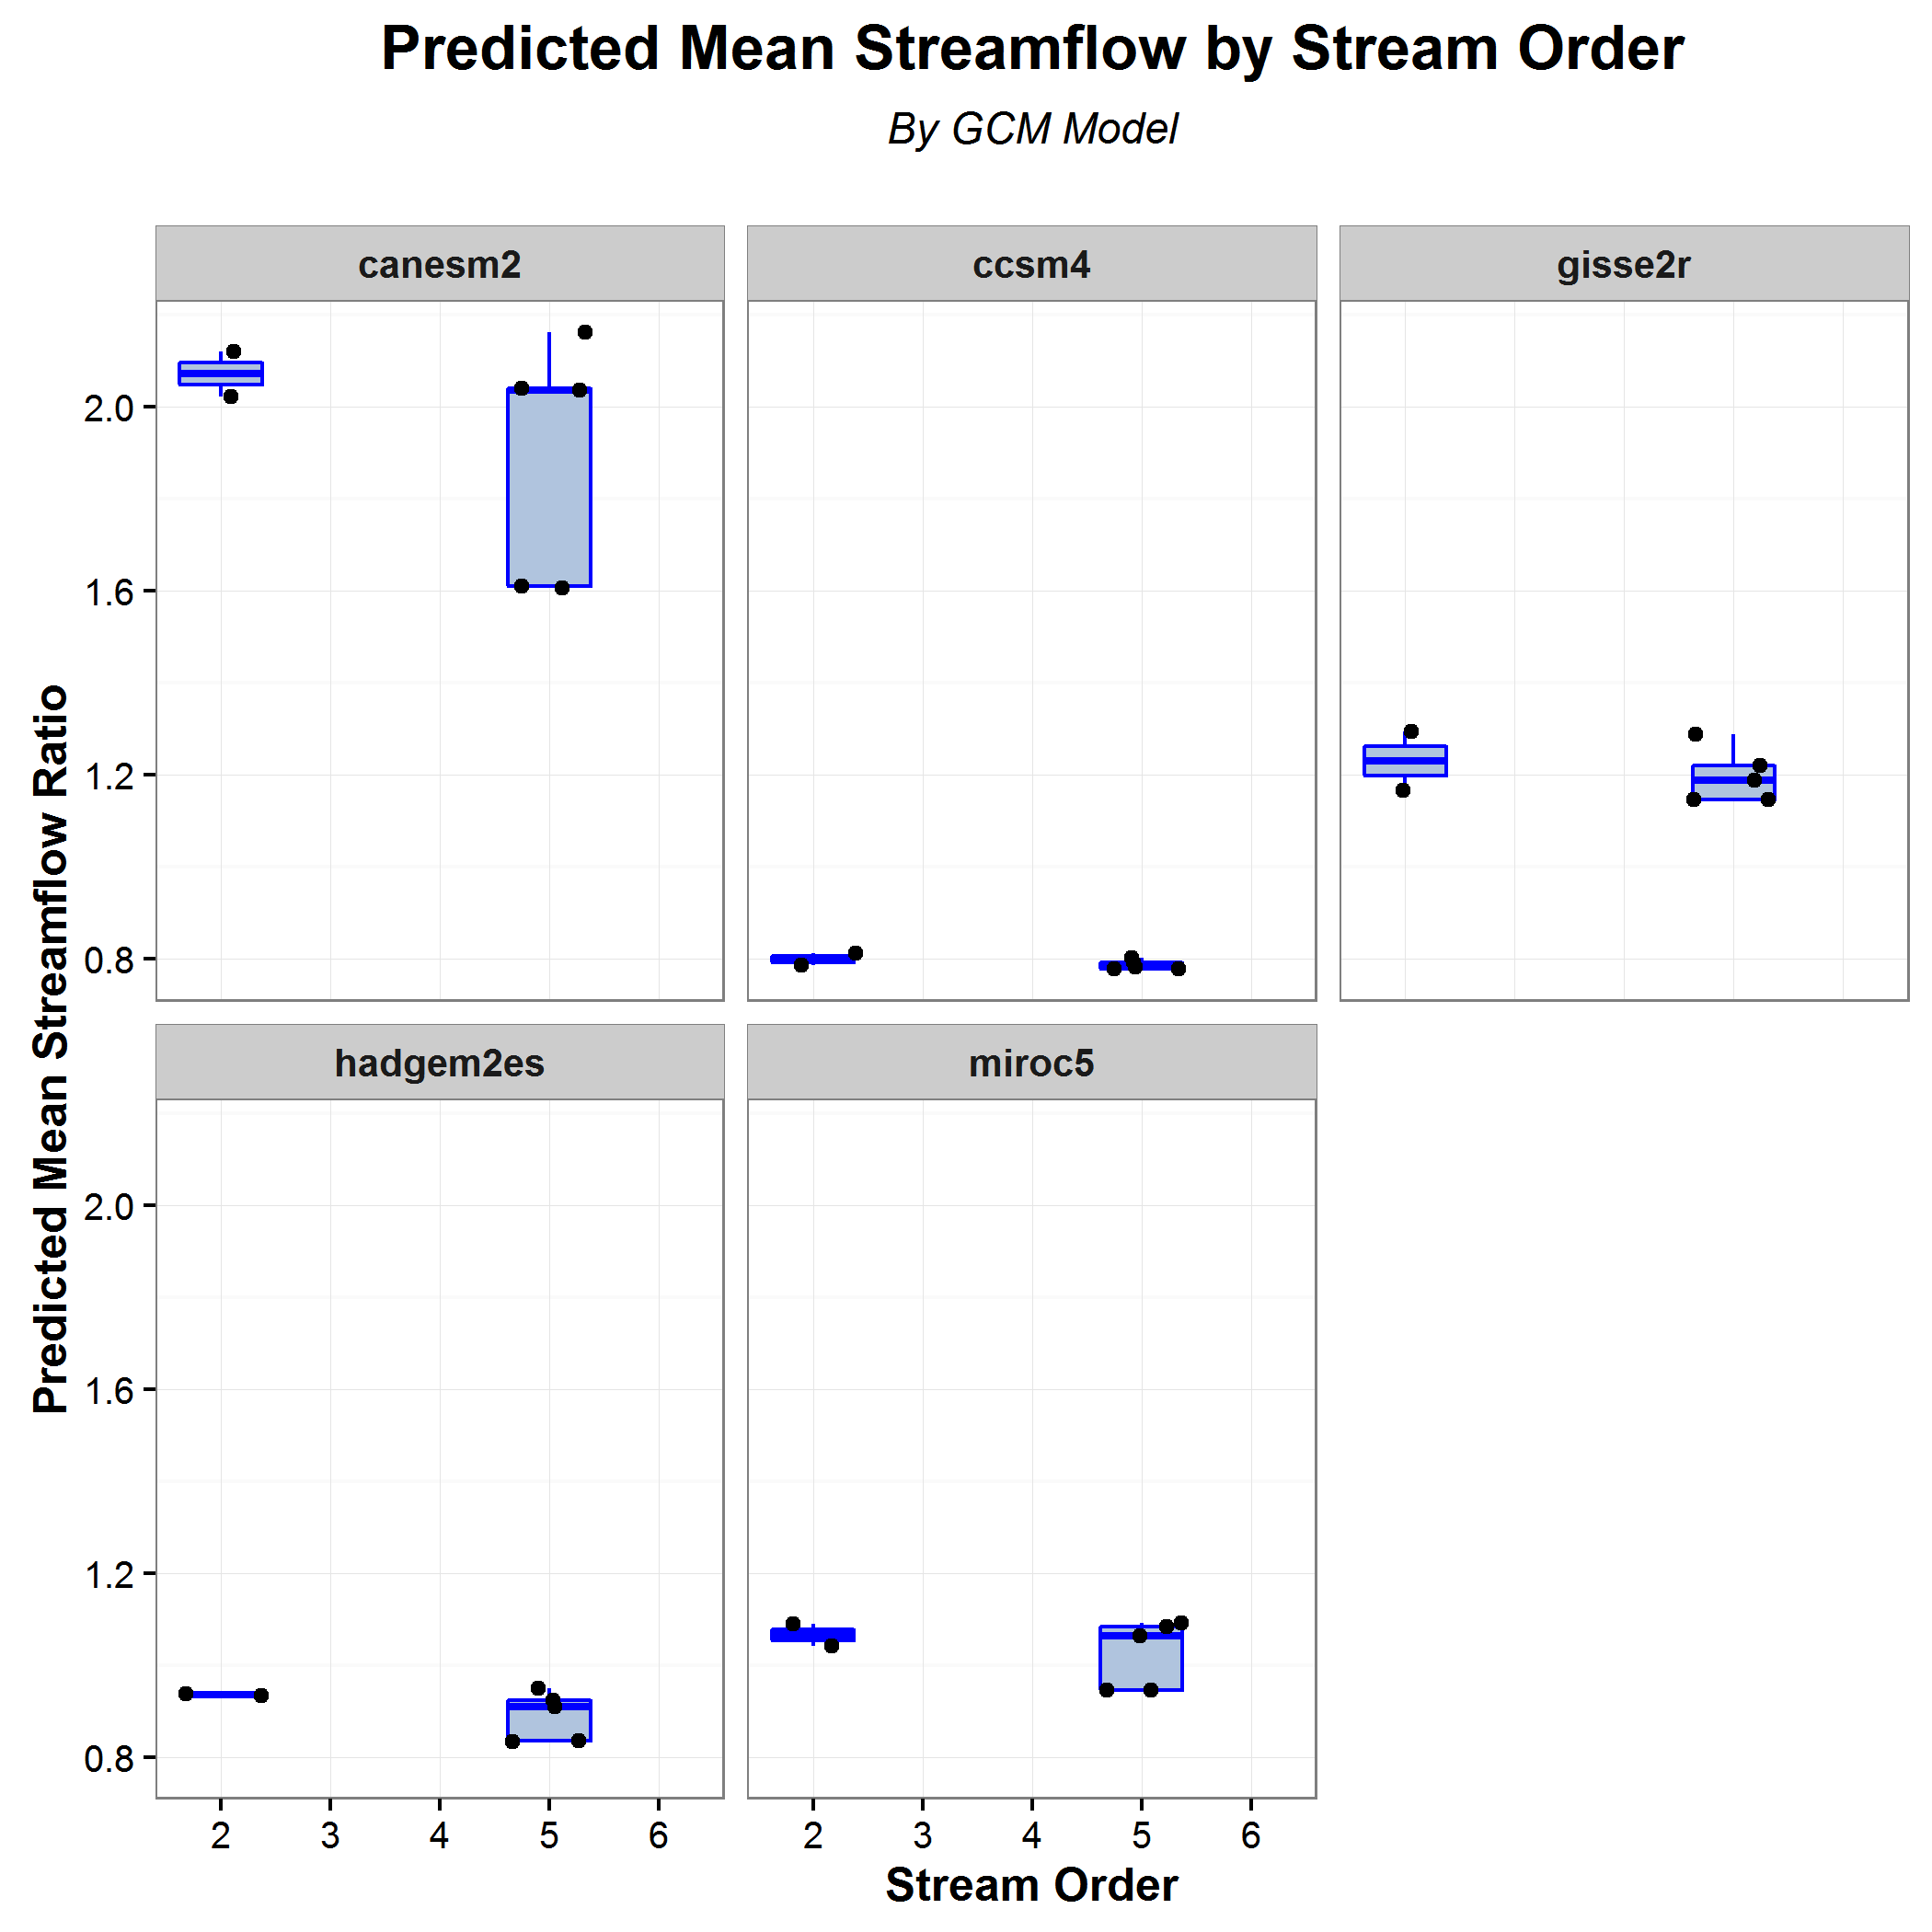 Predicted Mean Streamflow by Stream Order
By GCM Model
canesm2
ccsm4
gisse2r
2.0
1.6
1.2
0.8
Predicted Mean Streamflow Ratio
hadgem2es
miroc5
2.0
1.6
1.2
0.8
2 3 4 5 6
2 3 4 5 6
Stream Order